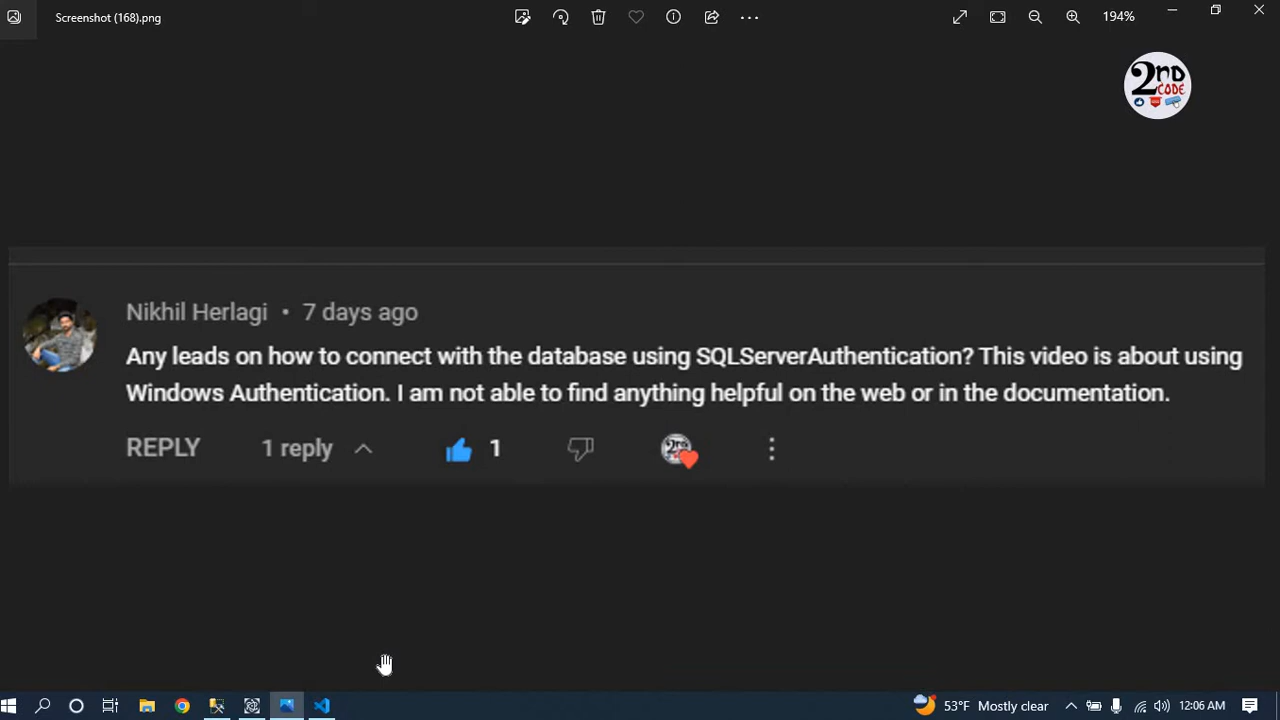 Screenshot (168).png
194%
2nd
CODE
Nikhil Herlagi • 7 days ago
Any leads on how to connect with the database using SQLServerAuthentication? This video is about using
Windows Authentication. I am not able to find anything helpful on the web or in the documentation.
REPLY 1 reply 1
53°F Mostly clear 12:06 AM